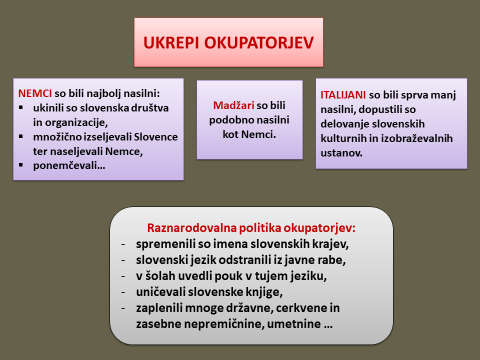 UKREPI OKUPATORJEV
NEMCI so bili najbolj nasilni:
▪ ukinili so slovenska društva
in organizacije,
▪ množično izseljevali Slovence
ter naseljevali Nemce,
▪ ponemčevali…
Madžari so bili
podobno nasilni
kot Nemci.
ITALIJANI so bili sprva manj
nasilni, dopustili so
delovanje slovenskih
kulturnih in izobraževalnih
ustanov.
Raznarodovalna politika okupatorjev:
- spremenili so imena slovenskih krajev,
- slovenski jezik odstranili iz javne rabe,
- v šolah uvedli pouk v tujem jeziku,
- uničevali slovenske knjige,
- zaplenili mnoge državne, cerkvene in
zasebne nepremičnine, umetnine …